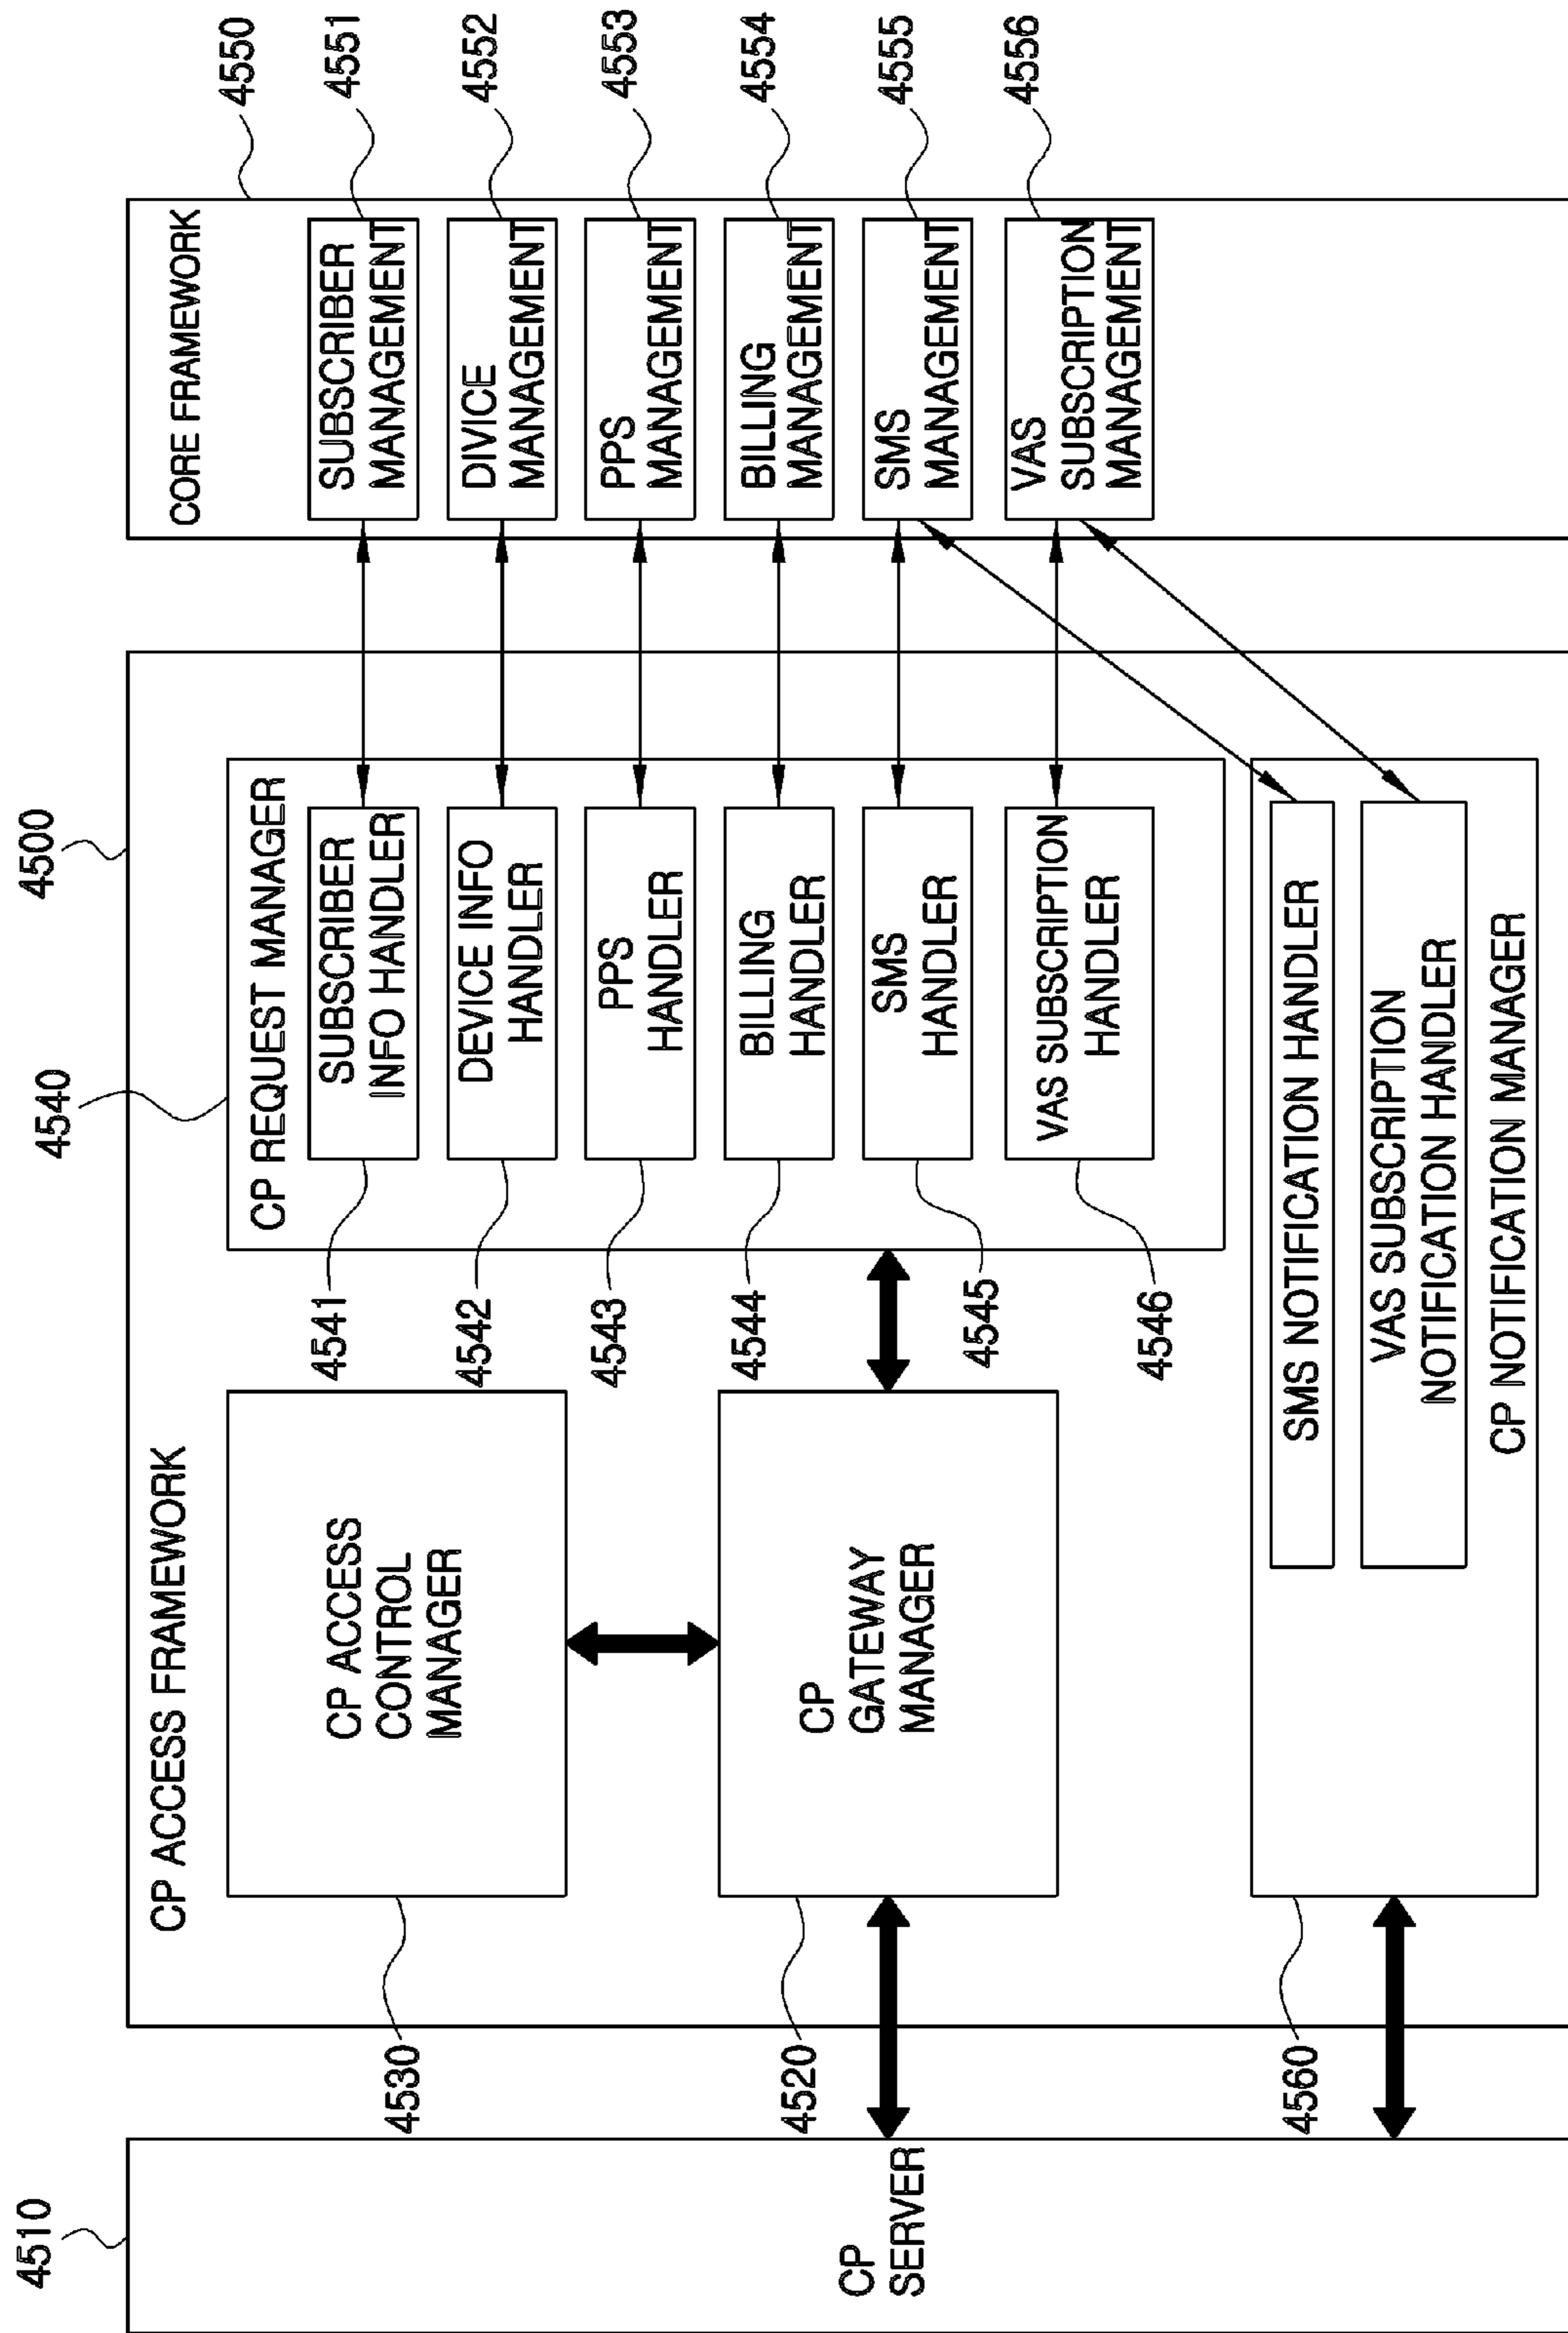 4510
CP
SERVER
4500
CP ACCESS FRAMEWORK
4530
CP ACCESS
CONTROL
MANAGER
4520
CP
GATEWAY
MANAGER
4540
CP REQUEST MANAGER
4541
SUBSCRIBER
INFO HANDLER
4542
DEVICE INFO
HANDLER
4543
PPS
HANDLER
4544
BILLING
HANDLER
4545
SMS
HANDLER
4546
VAS SUBSCRIPTION
HANDLER
4560
SMS NOTIFICATION HANDLER
VAS SUBSCRIPTION
NOTIFICATION HANDLER
CP NOTIFICATION MANAGER
4550
CORE FRAMEWORK
SUBSCRIBER
MANAGEMENT
4551
DIVICE
MANAGEMENT
4552
PPS
MANAGEMENT
4553
BILLING
MANAGEMENT
4554
SMS
MANAGEMENT
4555
VAS
SUBSCRIPTION
MANAGEMENT
4556